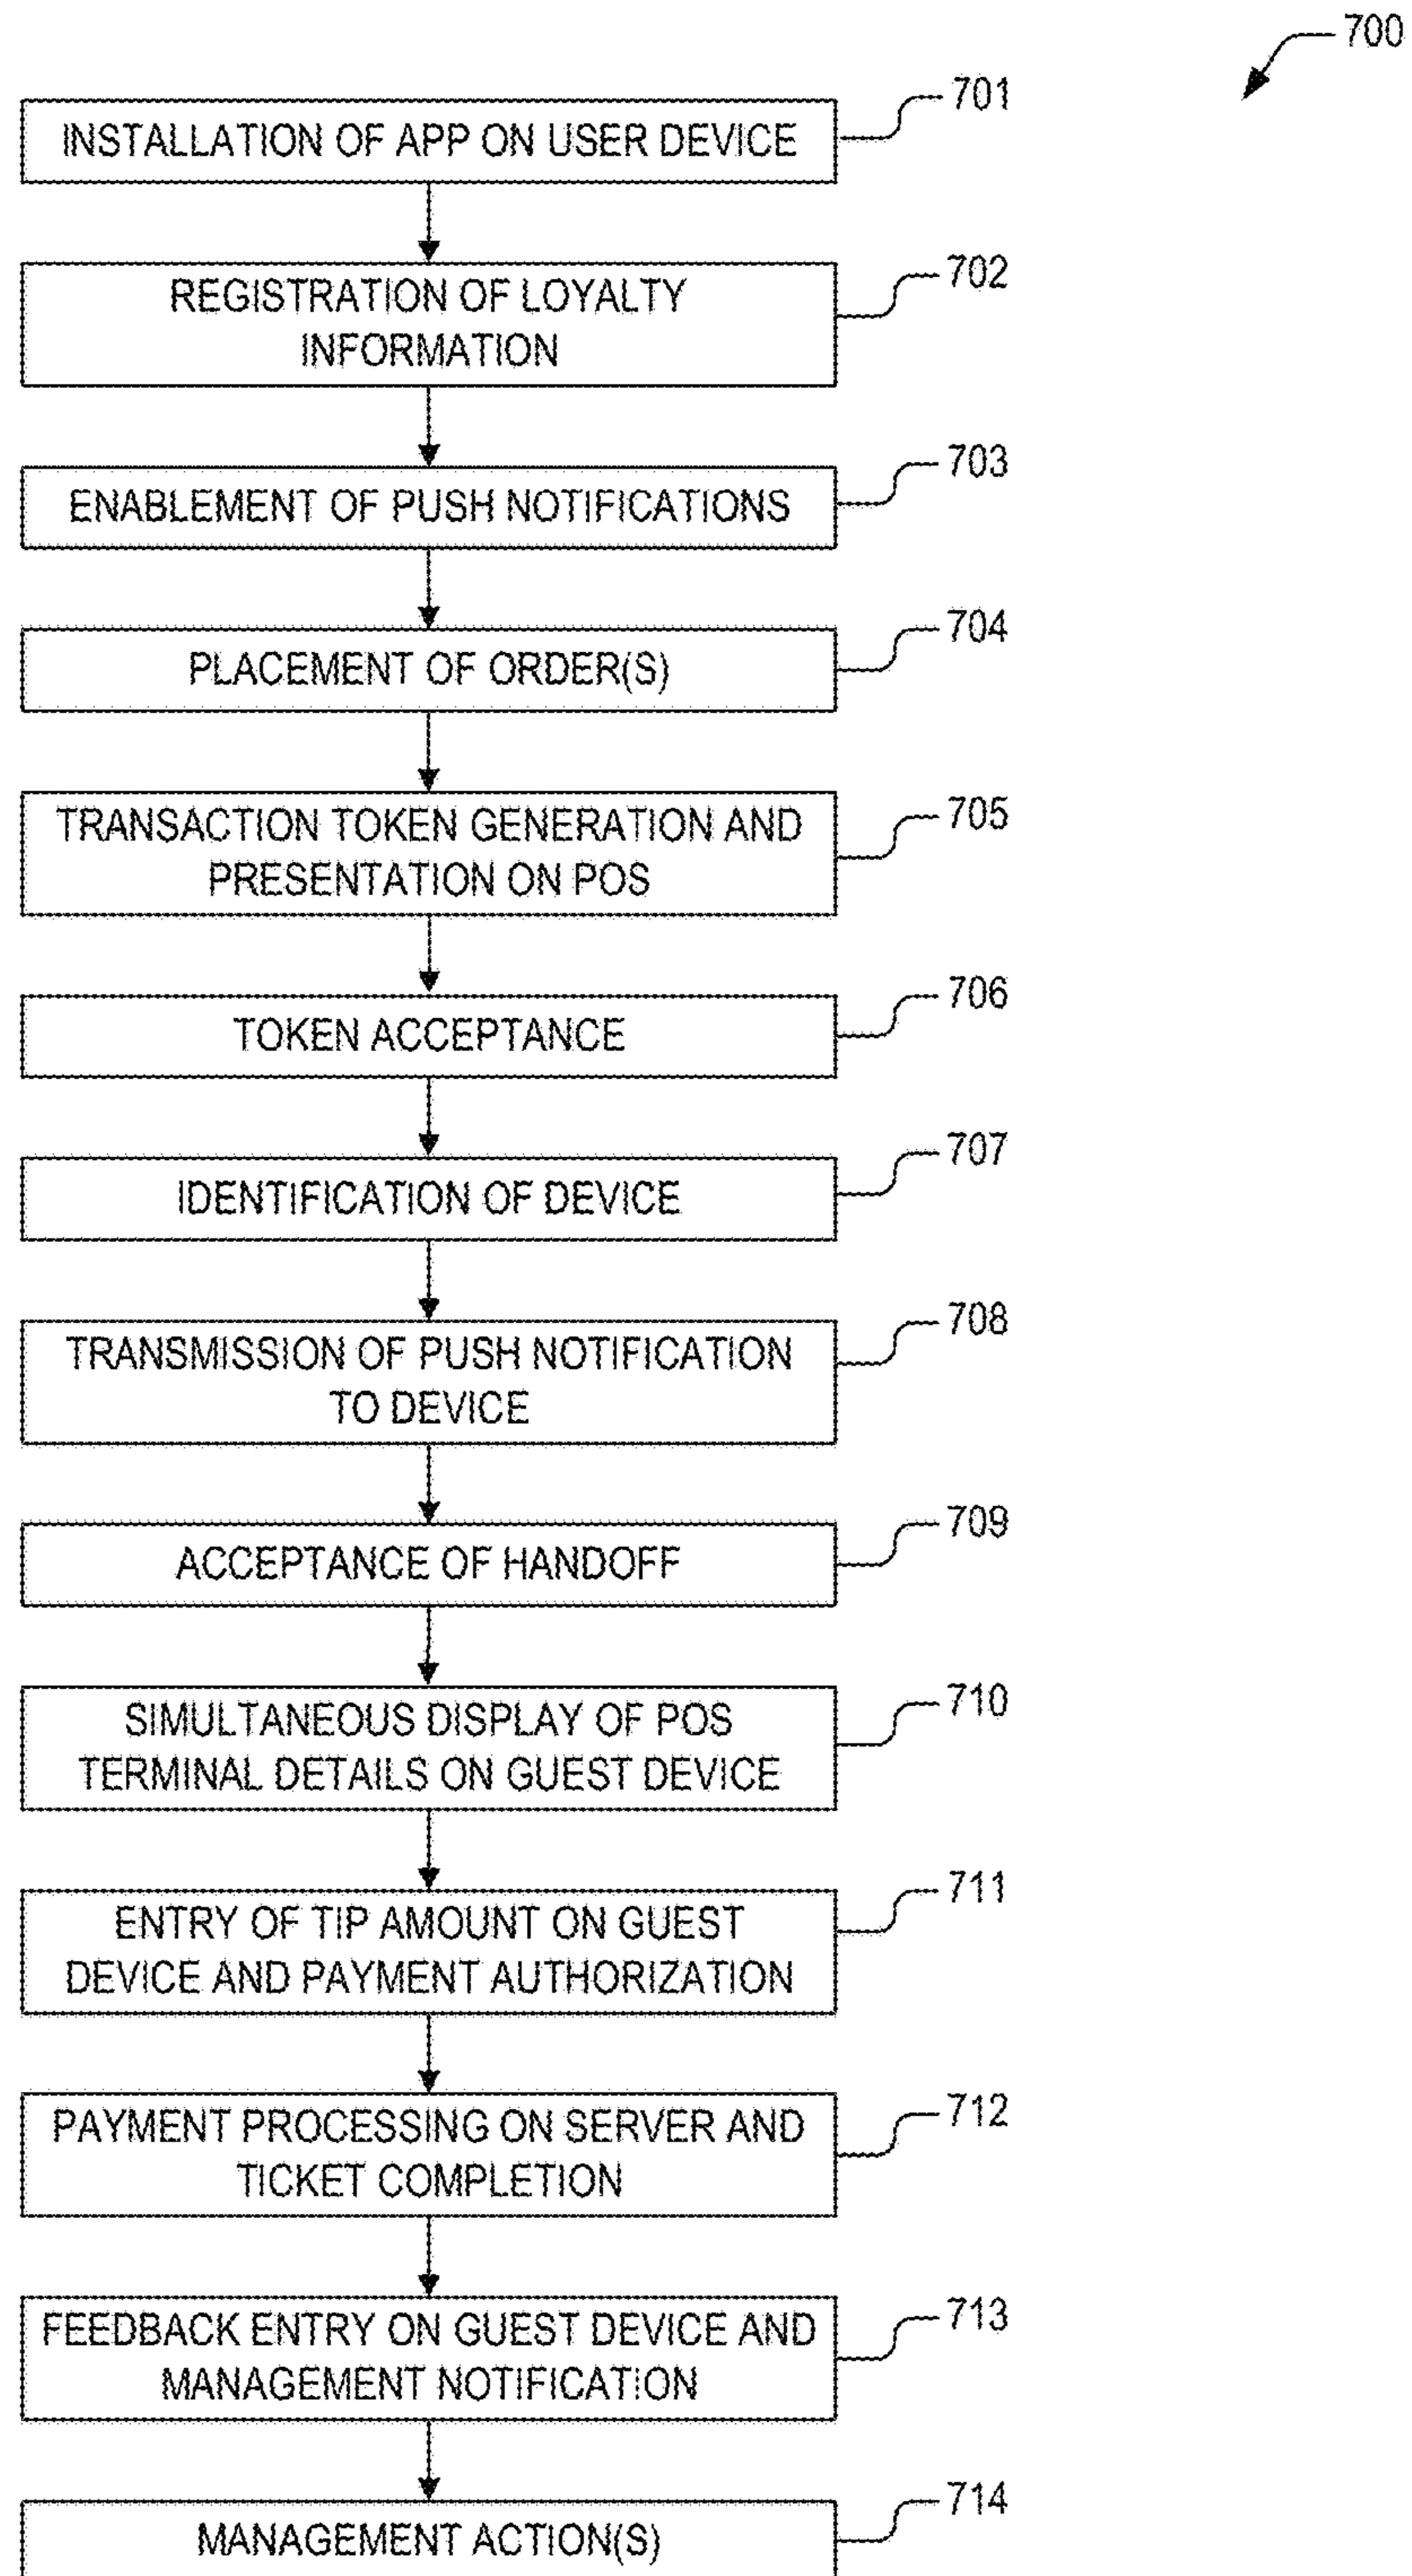 700
701
INSTALLATION OF APP ON USER DEVICE
702
REGISTRATION OF LOYALTY
INFORMATION
703
ENABLEMENT OF PUSH NOTIFICATIONS
704
PLACEMENT OF ORDER(S)
705
TRANSACTION TOKEN GENERATION AND
PRESENTATION ON POS
706
TOKEN ACCEPTANCE
707
IDENTIFICATION OF DEVICE
708
TRANSMISSION OF PUSH NOTIFICATION
TO DEVICE
709
ACCEPTANCE OF HANDOFF
710
SIMULTANEOUS DISPLAY OF POS
TERMINAL DETAILS ON GUEST DEVICE
711
ENTRY OF TIP AMOUNT ON GUEST
DEVICE AND PAYMENT AUTHORIZATION
712
PAYMENT PROCESSING ON SERVER AND
TICKET COMPLETION
713
FEEDBACK ENTRY ON GUEST DEVICE AND
MANAGEMENT NOTIFICATION
714
MANAGEMENT ACTION(S)